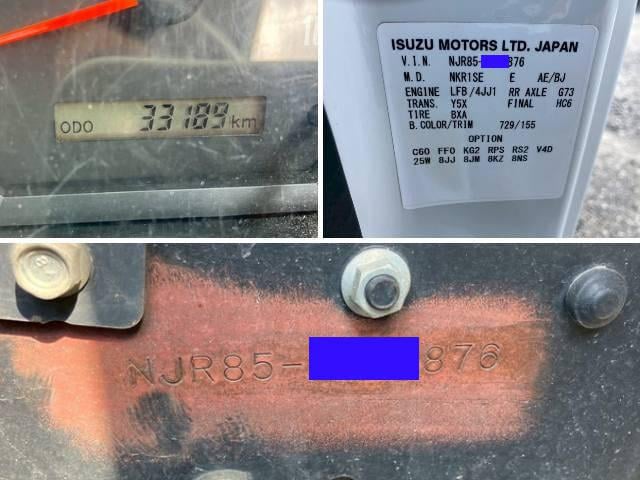 ODO 33189 km
ISUZU MOTORS LTD. JAPAN
V.I.N. NJR85- 876
M.D. NKR1SE E AE/BJ
ENGINE LFB/4JJ1 RR AXLE G73
TRANS. Y5X FINAL HC6
TIRE BXA
B.COLOR/TRIM 729/155
OPTION
C60 FF0 KG2 RPS RS2 V4D
25W 8JJ 8JM 8KZ 8NS
NJR85- 876